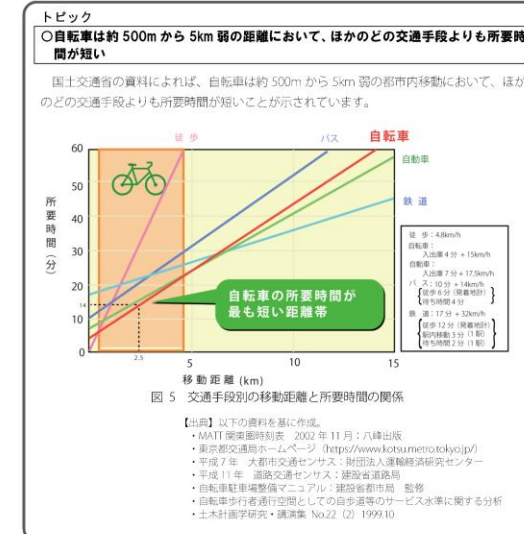 トピック
○自転車は約 500m から 5km 弱の距離において、ほかのどの交通手段よりも所要時
間が短い
国土交通省の資料によれば、自転車は約 500m から 5km 弱の都市内移動において、ほか
のどの交通手段よりも所要時間が短いことが示されています。
徒 歩
バス
自転車
自動車
鉄 道
所要時間(分)
60
50
40
30
20
14
10
0
2.5
5
10
15
移動距離 (km)
自転車の所要時間が
最も短い距離帯
徒 歩:4.8km/h
自転車:
入出庫 4 分 +15km/h
自動車:
入出庫 7 分 +17.9km/h
バ ス:10 分 +14km/h
徒歩 6 分(発着地計)
待ち時間 4 分
鉄 道:17 分 +32km/h
徒歩 12 分(発着地計)
駅内移動 3 分(1 駅)
待ち時間 2 分(1 駅)
図 5 交通手段別の移動距離と所要時間の関係
【出典】以下の資料を基に作成。
・MATT 関東圏時刻表 2002 年 11 月:八峰出版
・東京都交通局ホームページ(https://www.kotsu.metro.tokyo.jp/)
・平成 7 年 大都市交通センサス:財団法人運輸経済研究センター
・平成 11 年 道路交通センサス:建設省道路局
・自転車駐車場整備マニュアル:建設省都市局 監修
・自転車歩行者通行空間としての自歩道等のサービス水準に関する分析
・土木計画学研究・講演集 No.22(2)1999.10